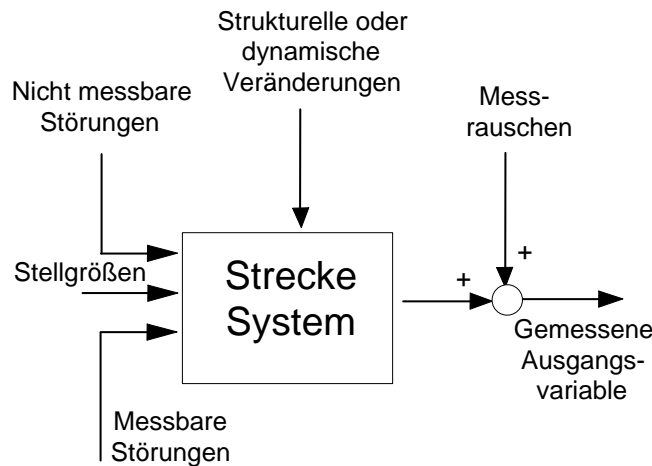 Strukturelle oder
dynamische
Veränderungen
Nicht messbare
Störungen
Mess-
rauschen
Stellgrößen
Strecke
System
+
+
Gemessene
Ausgangs-
variable
Messbare
Störungen